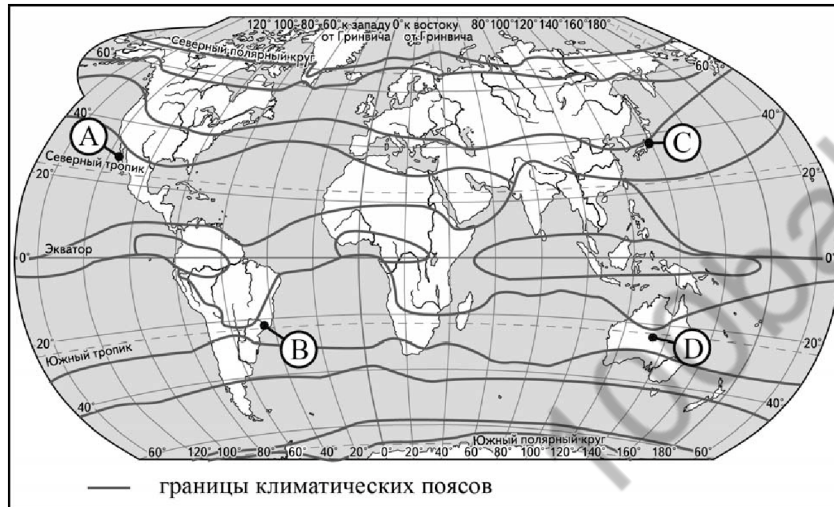 120° 100° 80° 60° к западу 0° к востоку 80° 100° 120° 140° 160° 180°
от Гринвича от Гринвича
Северный полярный круг
60° 60°
40° 40°
A C
Северный тропик
20° 20°
Экватор
0° 0°
B D
20° 20°
Южный тропик
40° 40°
Южный полярный круг
60° 120° 100° 80° 60° 40° 20° 0° 20° 40° 60° 80° 100° 120° 140° 160° 180° 60°
границы климатических поясов